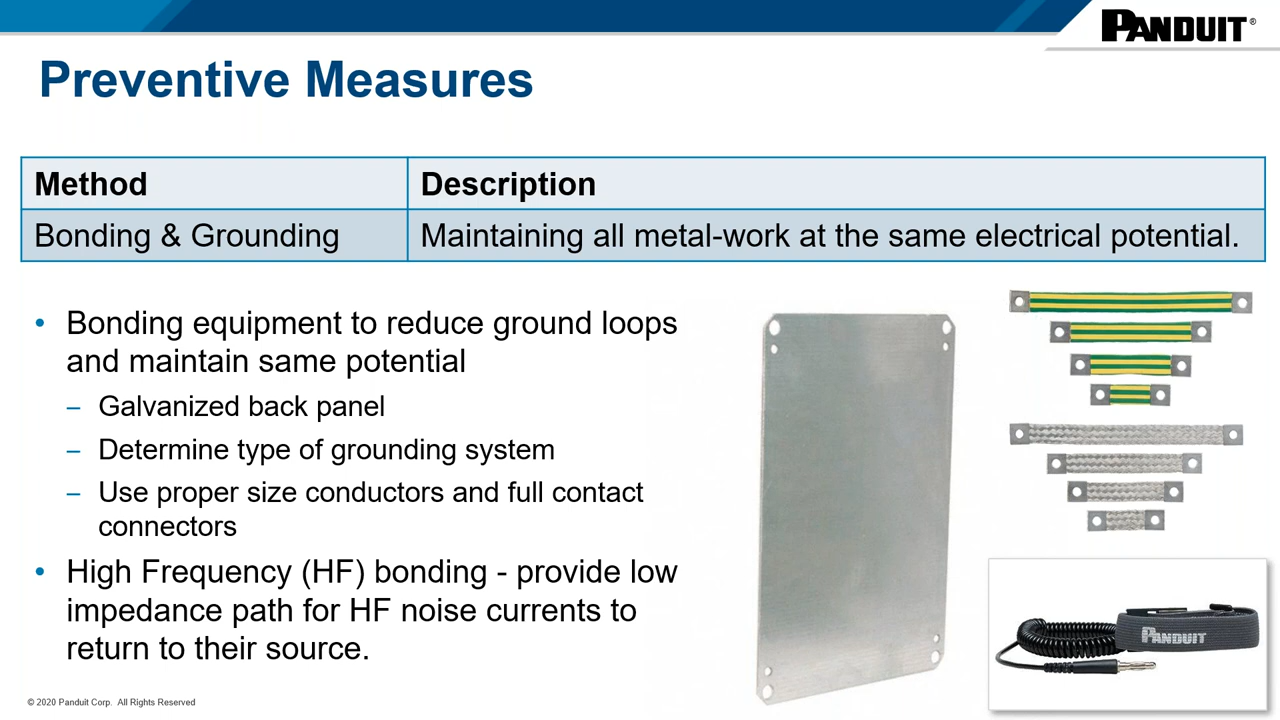 PANDUIT®
Preventive Measures
Method Description
Bonding & Grounding Maintaining all metal-work at the same electrical potential.
• Bonding equipment to reduce ground loops
and maintain same potential
– Galvanized back panel
– Determine type of grounding system
– Use proper size conductors and full contact
connectors
• High Frequency (HF) bonding - provide low
impedance path for HF noise currents to
return to their source.
PANDUIT
© 2020 Panduit Corp. All Rights Reserved